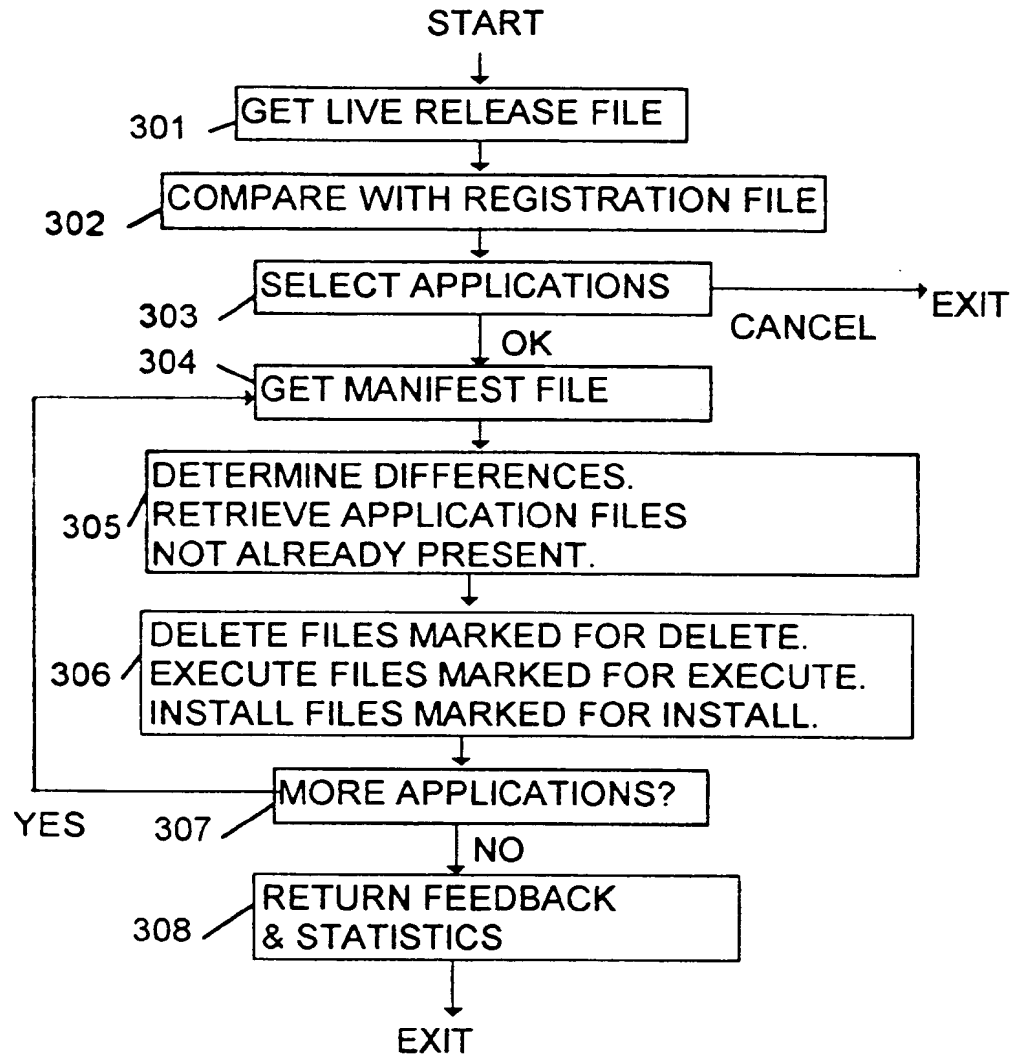 START
301
GET LIVE RELEASE FILE
302
COMPARE WITH REGISTRATION FILE
303
SELECT APPLICATIONS
CANCEL
EXIT
OK
304
GET MANIFEST FILE
305
DETERMINE DIFFERENCES.
RETRIEVE APPLICATION FILES
NOT ALREADY PRESENT.
306
DELETE FILES MARKED FOR DELETE.
EXECUTE FILES MARKED FOR EXECUTE.
INSTALL FILES MARKED FOR INSTALL.
307
MORE APPLICATIONS?
YES
NO
308
RETURN FEEDBACK
& STATISTICS
EXIT